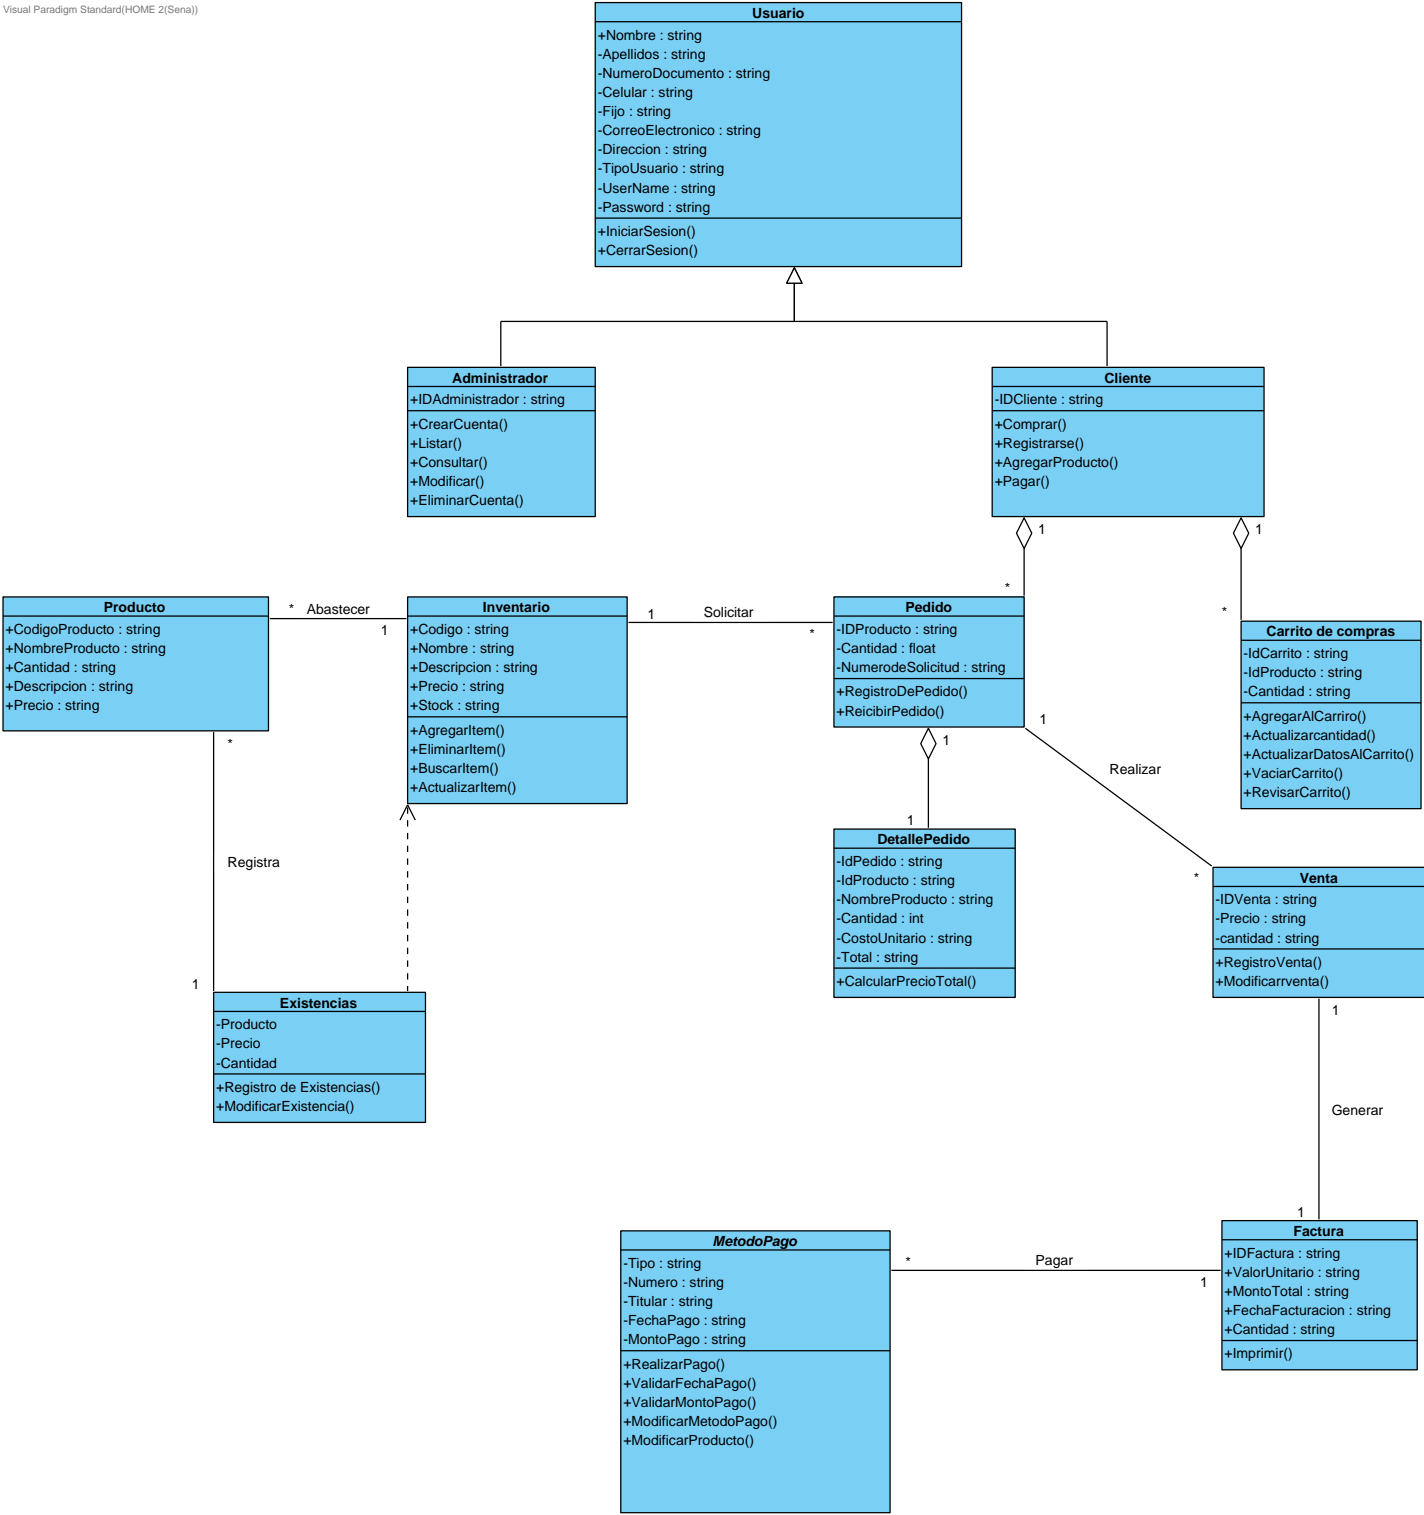 Visual Paradigm Standard(HOME 2(Sena))
Usuario
+Nombre : string
-Apellidos : string
-NumeroDocumento : string
-Celular : string
-Fijo : string
-CorreoElectronico : string
-Direccion : string
-TipoUsuario : string
-UserName : string
-Password : string
+IniciarSesion()
+CerrarSesion()
Administrador
+IDAdministrador : string
+CrearCuenta()
+Listar()
+Consultar()
+Modificar()
+EliminarCuenta()
Cliente
-IDCliente : string
+Comprar()
+Registrarse()
+AgregarProducto()
+Pagar()
1
*
1
*
Producto
+CodigoProducto : string
+NombreProducto : string
+Cantidad : string
+Descripcion : string
+Precio : string
* Abastecer
1
Inventario
+Codigo : string
+Nombre : string
+Descripcion : string
+Precio : string
+Stock : string
+AgregarItem()
+EliminarItem()
+BuscarItem()
+ActualizarItem()
1 Solicitar
*
Pedido
-IDProducto : string
-Cantidad : float
-NumerodeSolicitud : string
+RegistroDePedido()
+ReicibirPedido()
Carrito de compras
-IdCarrito : string
-IdProducto : string
-Cantidad : string
+AgregarAlCarriro()
+Actualizarcantidad()
+ActualizarDatosAlCarrito()
+VaciarCarrito()
+RevisarCarrito()
1
1
1
Realizar
*
DetallePedido
-IdPedido : string
-IdProducto : string
-NombreProducto : string
-Cantidad : int
-CostoUnitario : string
-Total : string
+CalcularPrecioTotal()
*
Registra
1
Existencias
-Producto
-Precio
-Cantidad
+Registro de Existencias()
+ModificarExistencia()
Venta
-IDVenta : string
-Precio : string
-cantidad : string
+RegistroVenta()
+Modificarrventa()
1
Generar
1
Factura
+IDFactura : string
+ValorUnitario : string
+MontoTotal : string
+FechaFacturacion : string
+Cantidad : string
+Imprimir()
* Pagar
1
MetodoPago
-Tipo : string
-Numero : string
-Titular : string
-FechaPago : string
-MontoPago : string
+RealizarPago()
+ValidarFechaPago()
+ValidarMontoPago()
+ModificarMetodoPago()
+ModificarProducto()